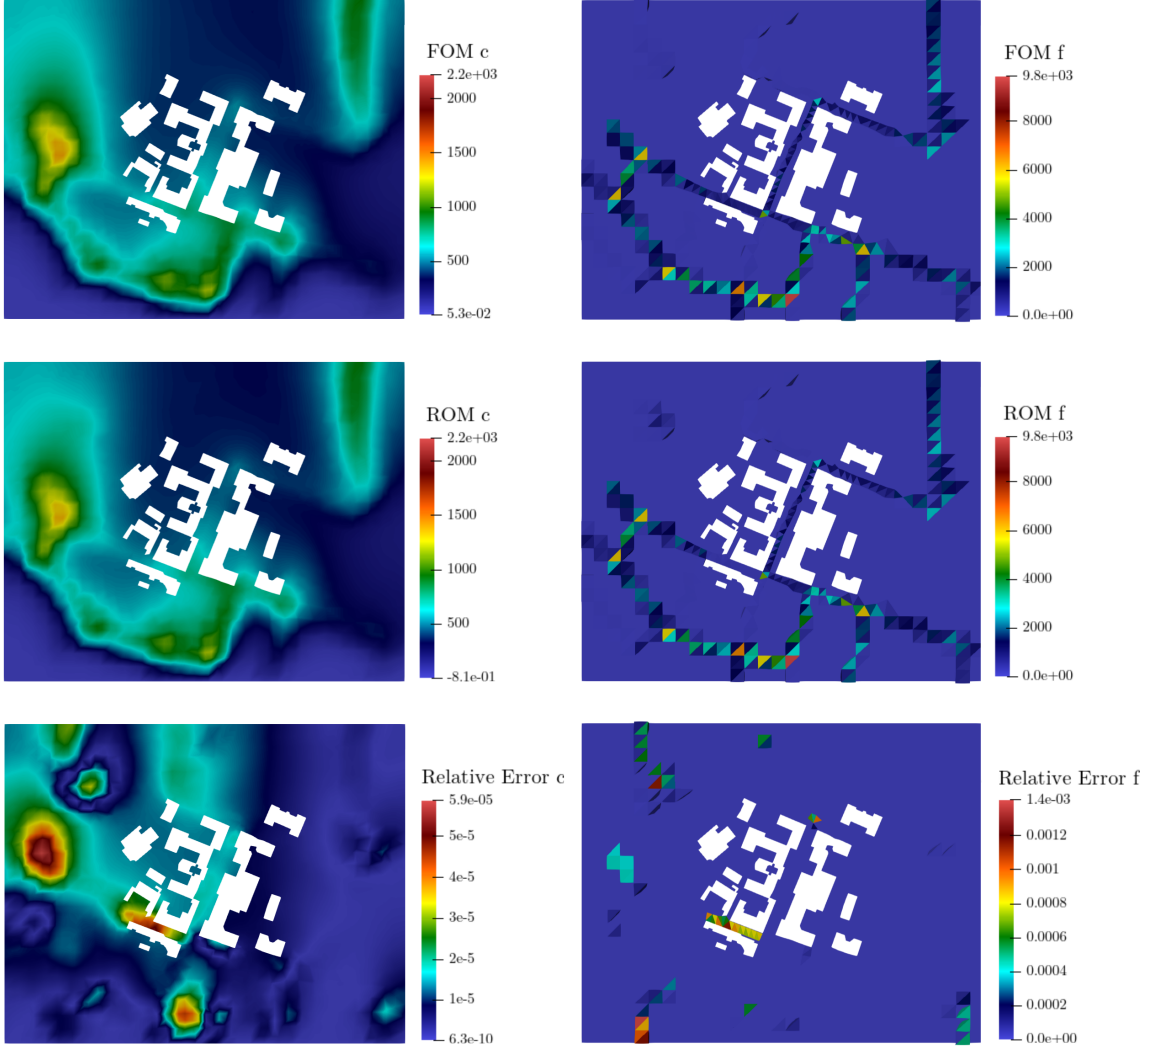 FOM c
2.2e+03
2000
1500
1000
500
5.3e-02
FOM f
9.8e+03
8000
6000
4000
2000
0.0e+00
ROM c
2.2e+03
2000
1500
1000
500
-8.1e-01
ROM f
9.8e+03
8000
6000
4000
2000
0.0e+00
Relative Error c
5.9e-05
5e-5
4e-5
3e-5
2e-5
1e-5
6.3e-10
Relative Error f
1.4e-03
0.0012
0.001
0.0008
0.0006
0.0004
0.0002
0.0e+00